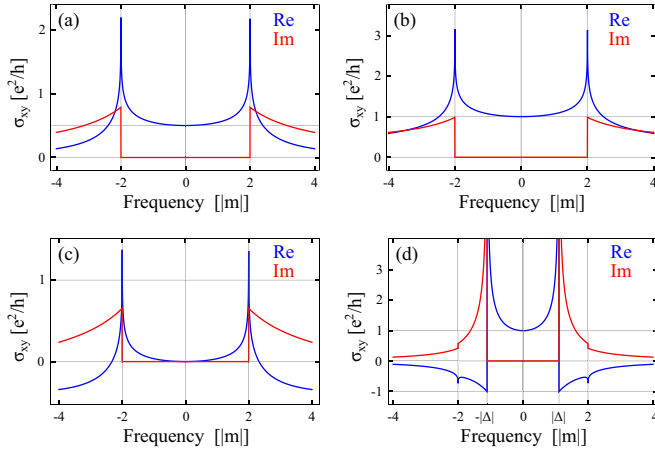 (a)
Re
Im
σxy [e²/h]
2
1
0
-4
-2
0
2
4
Frequency [|m|]
(b)
Re
Im
σxy [e²/h]
3
2
1
0
-4
-2
0
2
4
Frequency [|m|]
(c)
Re
Im
σxy [e²/h]
1
0
-4
-2
0
2
4
Frequency [|m|]
(d)
Re
Im
σxy [e²/h]
3
2
1
0
-1
-4
-2
-|Δ|
0
|Δ|
2
4
Frequency [|m|]